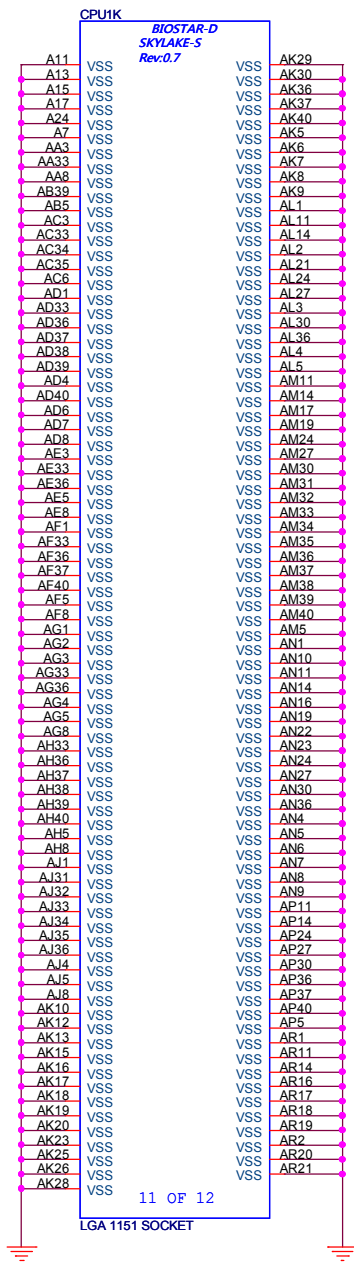 CPU1K
BIOSTAR-D
SKYLAKE-S
Rev:0.7
A11 VSS VSS AK29
A13 VSS VSS AK30
A15 VSS VSS AK36
A17 VSS VSS AK37
A24 VSS VSS AK40
A7 VSS VSS AK5
AA3 VSS VSS AK6
AA33 VSS VSS AK7
AA8 VSS VSS AK8
AB39 VSS VSS AK9
AB5 VSS VSS AL1
AC3 VSS VSS AL11
AC33 VSS VSS AL14
AC34 VSS VSS AL2
AC35 VSS VSS AL21
AC6 VSS VSS AL24
AD1 VSS VSS AL27
AD33 VSS VSS AL3
AD36 VSS VSS AL30
AD37 VSS VSS AL36
AD38 VSS VSS AL4
AD39 VSS VSS AL5
AD4 VSS VSS AM11
AD40 VSS VSS AM14
AD6 VSS VSS AM17
AD7 VSS VSS AM19
AD8 VSS VSS AM24
AE3 VSS VSS AM27
AE33 VSS VSS AM30
AE36 VSS VSS AM31
AE5 VSS VSS AM32
AE8 VSS VSS AM33
AF1 VSS VSS AM34
AF33 VSS VSS AM35
AF36 VSS VSS AM36
AF37 VSS VSS AM37
AF40 VSS VSS AM38
AF5 VSS VSS AM39
AF8 VSS VSS AM40
AG1 VSS VSS AM5
AG2 VSS VSS AN1
AG3 VSS VSS AN10
AG33 VSS VSS AN11
AG36 VSS VSS AN14
AG4 VSS VSS AN16
AG5 VSS VSS AN19
AG8 VSS VSS AN22
AH33 VSS VSS AN23
AH36 VSS VSS AN24
AH37 VSS VSS AN27
AH38 VSS VSS AN30
AH39 VSS VSS AN36
AH40 VSS VSS AN4
AH5 VSS VSS AN5
AH8 VSS VSS AN6
AJ1 VSS VSS AN7
AJ31 VSS VSS AN8
AJ32 VSS VSS AN9
AJ33 VSS VSS AP11
AJ34 VSS VSS AP14
AJ35 VSS VSS AP24
AJ36 VSS VSS AP27
AJ4 VSS VSS AP30
AJ5 VSS VSS AP36
AJ8 VSS VSS AP37
AK10 VSS VSS AP40
AK12 VSS VSS AP5
AK13 VSS VSS AR1
AK15 VSS VSS AR11
AK16 VSS VSS AR14
AK17 VSS VSS AR16
AK18 VSS VSS AR17
AK19 VSS VSS AR18
AK20 VSS VSS AR19
AK23 VSS VSS AR2
AK25 VSS VSS AR20
AK26 VSS VSS AR21
AK28 VSS
11 OF 12
LGA 1151 SOCKET